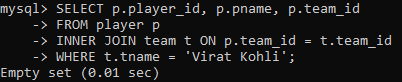 mysql> SELECT p.player_id, p.pname, p.team_id
    -> FROM player p
    -> INNER JOIN team t ON p.team_id = t.team_id
    -> WHERE t.tname = 'Virat Kohli';
Empty set (0.01 sec)